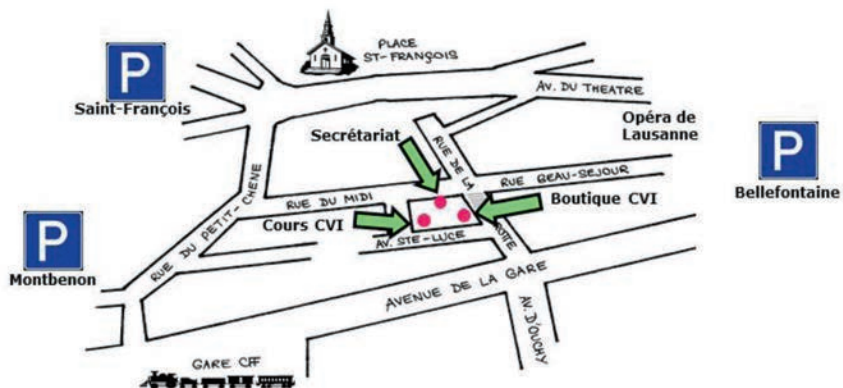 P
Saint-François
PLACE
ST-FRANÇOIS
AV. DU THEATRE
Opéra de
Lausanne
P
Bellefontaine
Secrétariat
RUE DE LA
GROTTE
RUE BEAU-SEJOUR
RUE DU MIDI
Boutique CVI
Cours CVI
AV. STE-LUCE
RUE DU PETIT-CHENE
P
Montbenon
AVENUE DE LA GARE
AV. D'OUCHY
GARE CFF